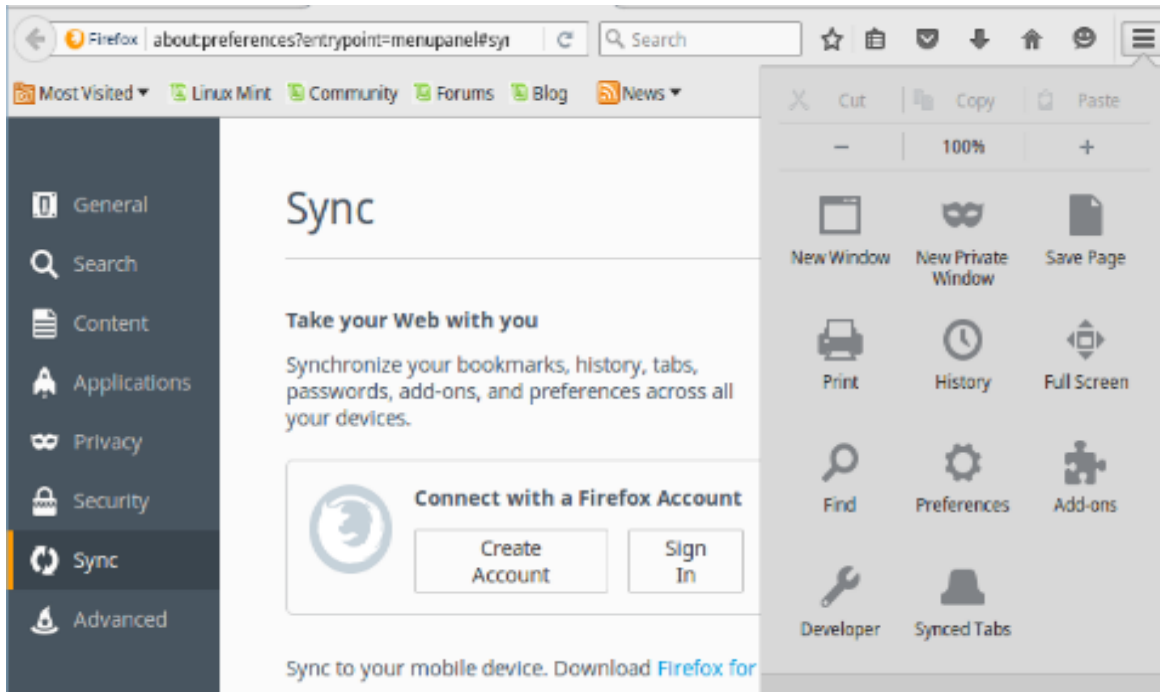 Firefox about:preferences?entrypoint=menupanel#syn
Search
Most Visited Linux Mint Community Forums Blog News
Cut Copy Paste
100%
New Window
New Private
Window
Save Page
Print
History
Full Screen
Find
Preferences
Add-ons
Developer
Synced Tabs
General
Search
Content
Applications
Privacy
Security
Sync
Advanced
Sync
Take your Web with you
Synchronize your bookmarks, history, tabs,
passwords, add-ons, and preferences across all
your devices.
Connect with a Firefox Account
Create
Account
Sign
In
Sync to your mobile device. Download Firefox for